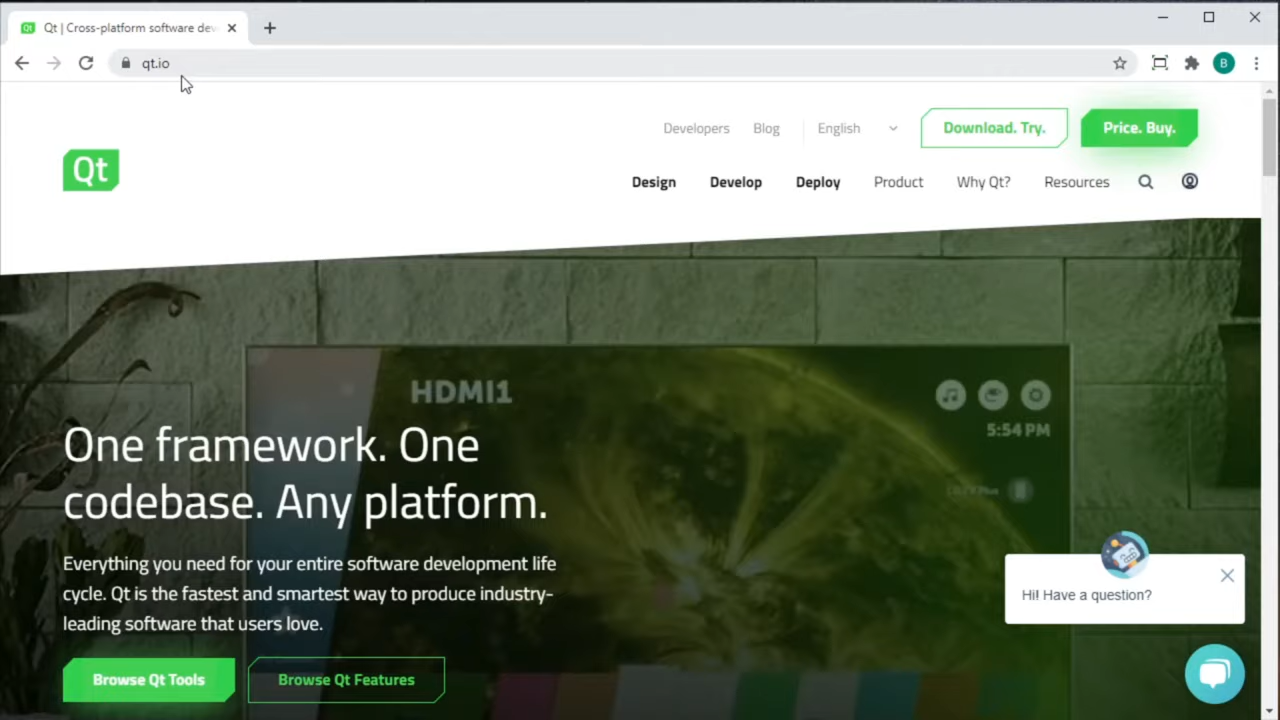 Qt | Cross-platform software dev
qt.io
B
Developers
Blog
English
Download. Try.
Price. Buy.
Qt
Design
Develop
Deploy
Product
Why Qt?
Resources
HDMI1
5:54 PM
One framework. One
codebase. Any platform.
Everything you need for your entire software development life
cycle. Qt is the fastest and smartest way to produce industry-
leading software that users love.
Hi! Have a question?
Browse Qt Tools
Browse Qt Features